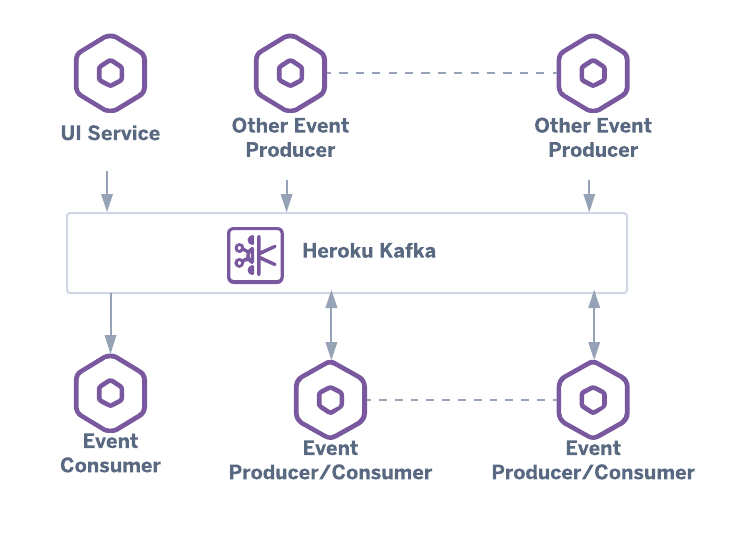 UI Service
Other Event
Producer
Other Event
Producer
Heroku Kafka
Event
Consumer
Event
Producer/Consumer
Event
Producer/Consumer